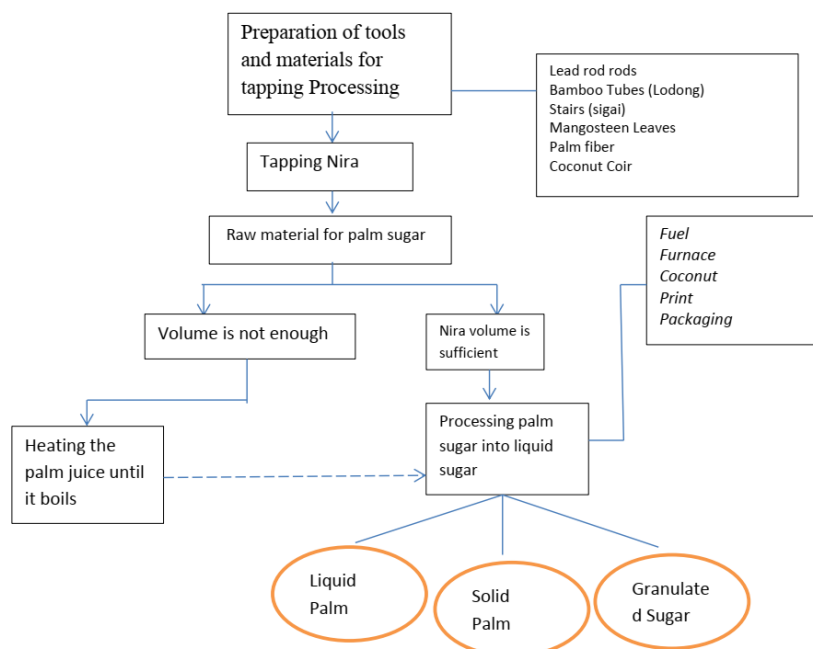 Preparation of tools
and materials for
tapping Processing
Lead rod rods
Bamboo Tubes (Lodong)
Stairs (sigai)
Mangosteen Leaves
Palm fiber
Coconut Coir
Tapping Nira
Raw material for palm sugar
Fuel
Furnace
Coconut
Print
Packaging
Volume is not enough
Nira volume is
sufficient
Heating the
palm juice until
it boils
Processing palm
sugar into liquid
sugar
Liquid
Palm
Solid
Palm
Granulate
d Sugar